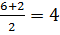 (6+2)/2 = 4